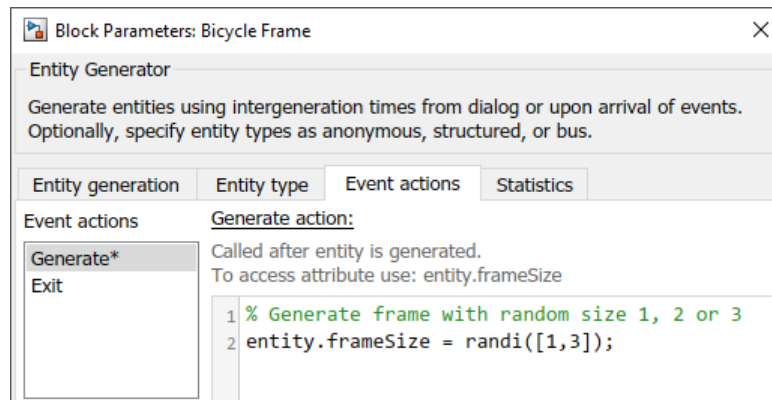 Block Parameters: Bicycle Frame
Entity Generator
Generate entities using intergeneration times from dialog or upon arrival of events.
Optionally, specify entity types as anonymous, structured, or bus.
Entity generation Entity type Event actions Statistics
Event actions
Generate*
Exit
Generate action:
Called after entity is generated.
To access attribute use: entity.frameSize
1 % Generate frame with random size 1, 2 or 3
2 entity.frameSize = randi([1,3]);